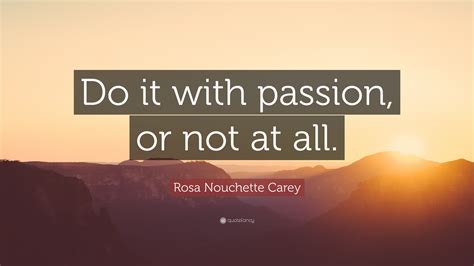 Do it with passion,
or not at all.
Rosa Nouchette Carey
quotefancy